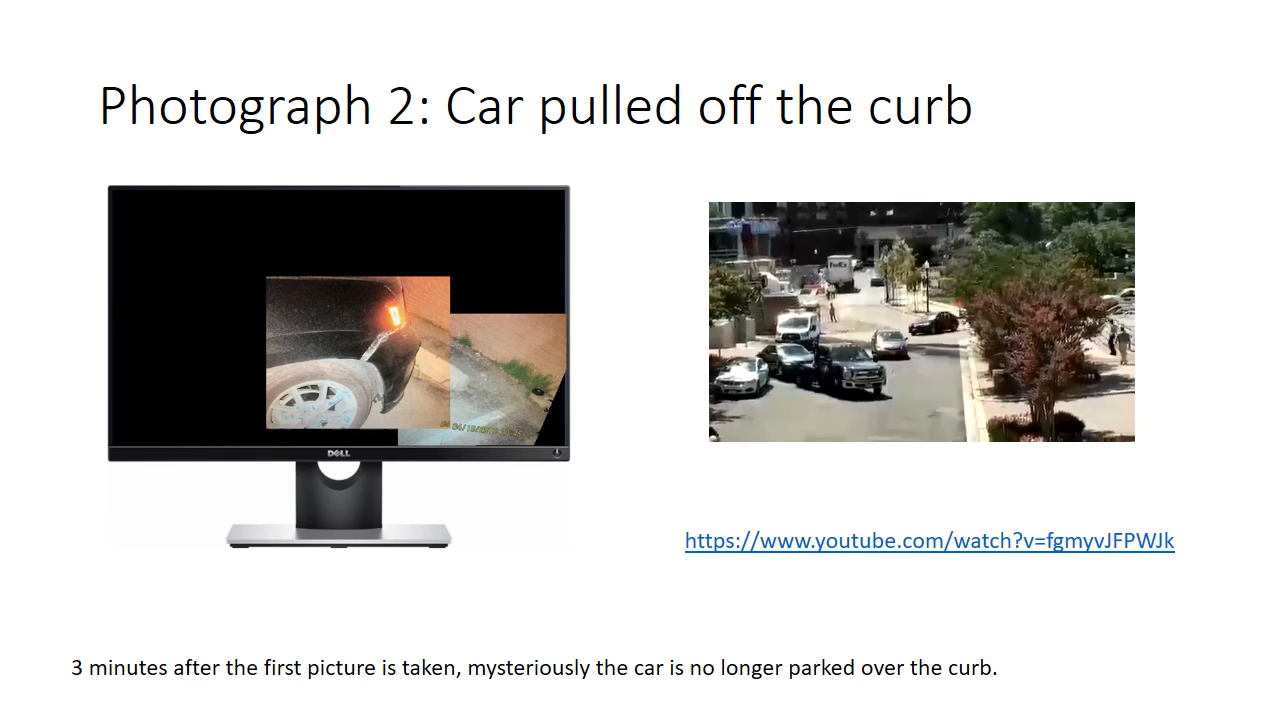 Photograph 2: Car pulled off the curb
DELL
https://www.youtube.com/watch?v=fgmyvJFPWJk
3 minutes after the first picture is taken, mysteriously the car is no longer parked over the curb.